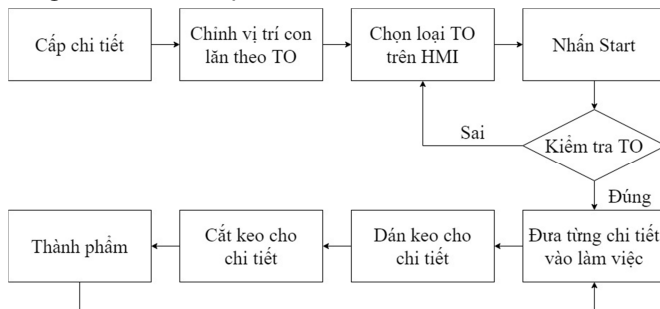 Cấp chi tiết
Chỉnh vị trí con
lăn theo TO
Chọn loại TO
trên HMI
Nhấn Start
Sai
Kiểm tra TO
Đúng
Thành phẩm
Cắt keo cho
chi tiết
Dán keo cho
chi tiết
Đưa từng chi tiết
vào làm việc